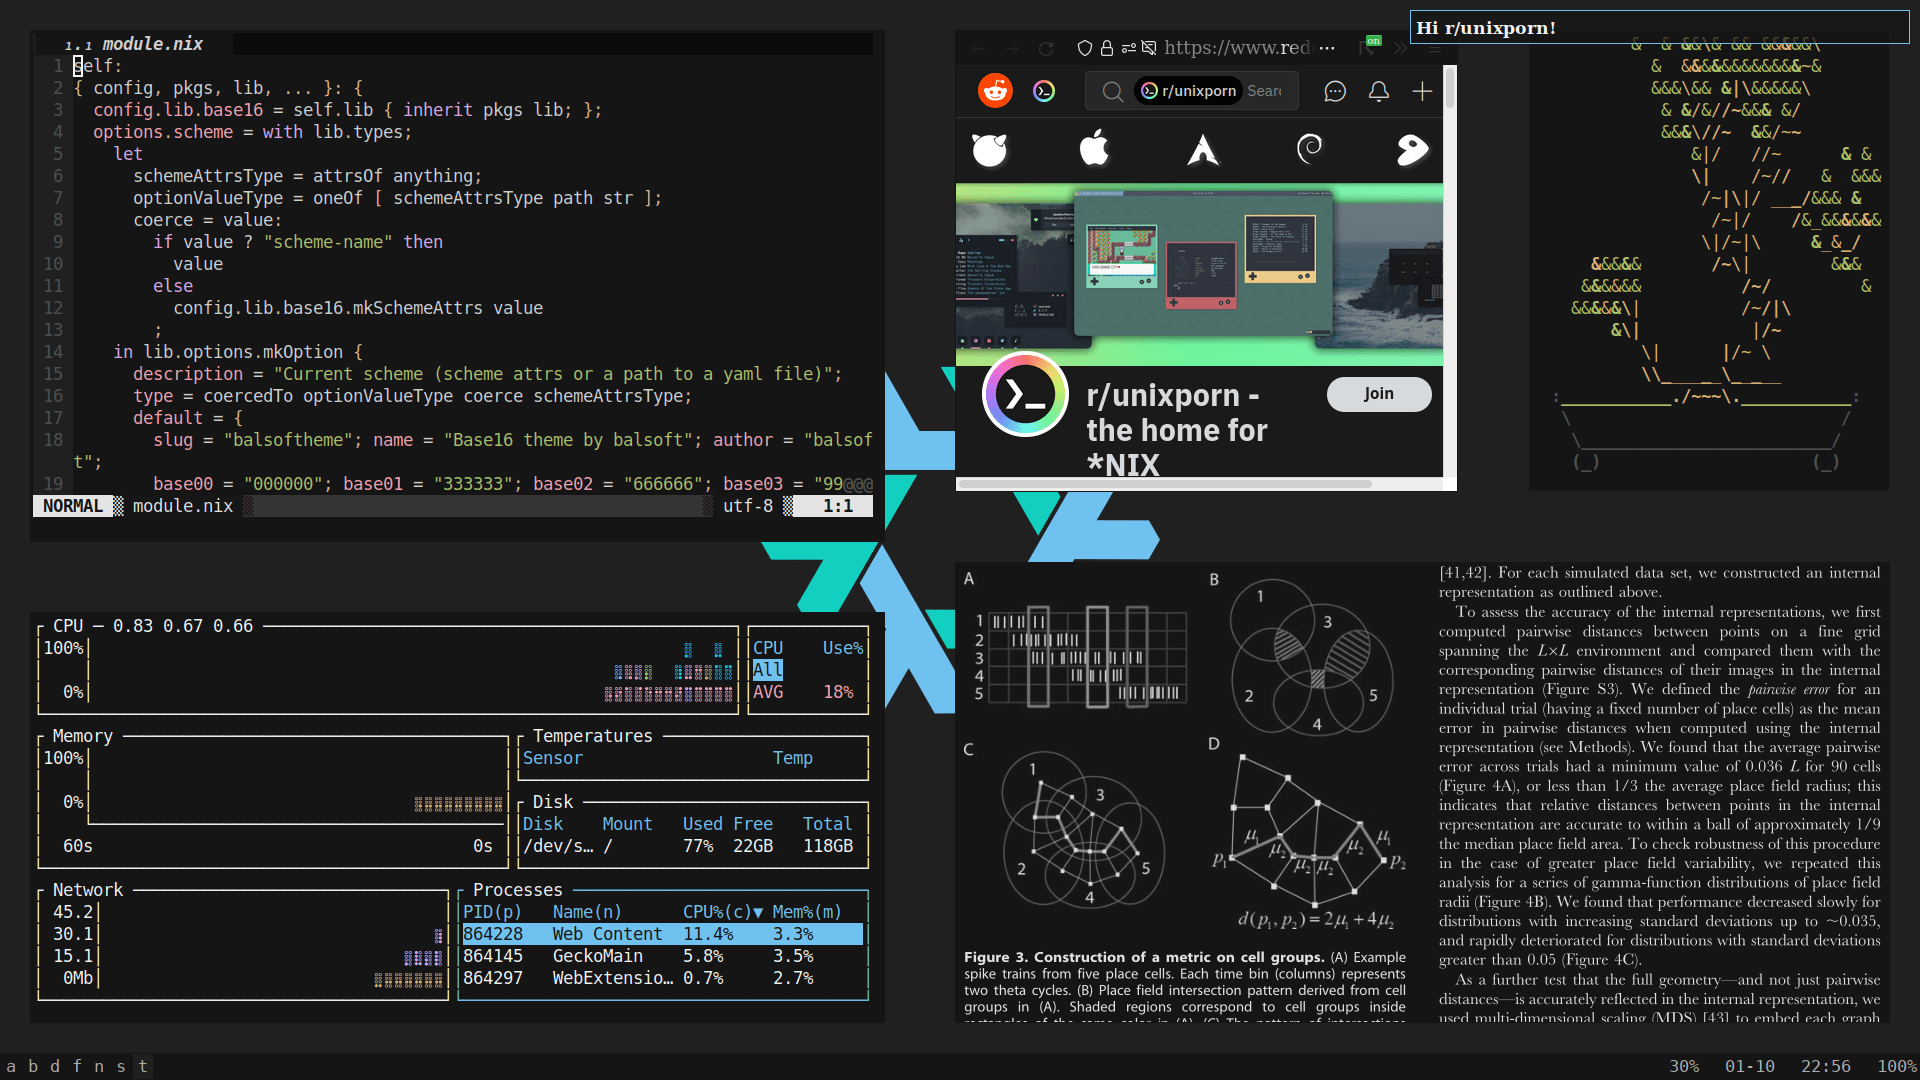 1.1 module.nix
1 self:
2 { config, pkgs, lib, ... }: {
3 config.lib.base16 = self.lib { inherit pkgs lib; };
4 options.scheme = with lib.types;
5 let
6 schemeAttrsType = attrsOf anything;
7 optionValueType = oneOf [ schemeAttrsType path str ];
8 coerce = value:
9 if value ? "scheme-name" then
10 value
11 else
12 config.lib.base16.mkSchemeAttrs value
13 ;
14 in lib.options.mkOption {
15 description = "Current scheme (scheme attrs or a path to a yaml file)";
16 type = coercedTo optionValueType coerce schemeAttrsType;
17 default = {
18 slug = "balsoftheme"; name = "Base16 theme by balsoft"; author = "balsof
t";
19 base00 = "000000"; base01 = "333333"; base02 = "666666"; base03 = "99@@@
NORMAL module.nix utf-8 1:1
https://www.red ... on
r/unixporn Sear
r/unixporn -
the home for
*NIX
Join
Hi r/unixporn!
CPU — 0.83 0.67 0.66
100%
0%
CPU Use%
All
AVG 18%
Memory
100%
0%
60s 0s
Temperatures
Sensor Temp
Disk
Disk Mount Used Free Total
/dev/s… / 77% 22GB 118GB
Network
45.2
30.1
15.1
0Mb
Processes
PID(p) Name(n) CPU%(c)▼ Mem%(m)
864228 Web Content 11.4% 3.3%
864145 GeckoMain 5.8% 3.5%
864297 WebExtensio… 0.7% 2.7%
A
1
2
3
4
5
B
1
3
2
5
4
C
1
3
2
5
4
D
μ1 μ2 μ2 μ2 μ2 μ1
p1 p2
d(p1, p2) = 2μ1 + 4μ2
Figure 3. Construction of a metric on cell groups. (A) Example
spike trains from five place cells. Each time bin (columns) represents
two theta cycles. (B) Place field intersection pattern derived from cell
groups in (A). Shaded regions correspond to cell groups inside
rectangles of the same color in (A). (C) The pattern of intersections
[41,42]. For each simulated data set, we constructed an internal
representation as outlined above.
To assess the accuracy of the internal representations, we first
computed pairwise distances between points on a fine grid
spanning the L×L environment and compared them with the
corresponding pairwise distances of their images in the internal
representation (Figure S3). We defined the pairwise error for an
individual trial (having a fixed number of place cells) as the mean
error in pairwise distances when computed using the internal
representation (see Methods). We found that the average pairwise
error across trials had a minimum value of 0.036 L for 90 cells
(Figure 4A), or less than 1/3 the average place field radius; this
indicates that relative distances between points in the internal
representation are accurate to within a ball of approximately 1/9
the median place field area. To check robustness of this procedure
in the case of greater place field variability, we repeated this
analysis for a series of gamma-function distributions of place field
radii (Figure 4B). We found that performance decreased slowly for
distributions with increasing standard deviations up to ~0.035,
and rapidly deteriorated for distributions with standard deviations
greater than 0.05 (Figure 4C).
As a further test that the full geometry—and not just pairwise
distances—is accurately reflected in the internal representation, we
used multi-dimensional scaling (MDS) [43] to embed each graph
a b d f n s t
30% 01-10 22:56 100%